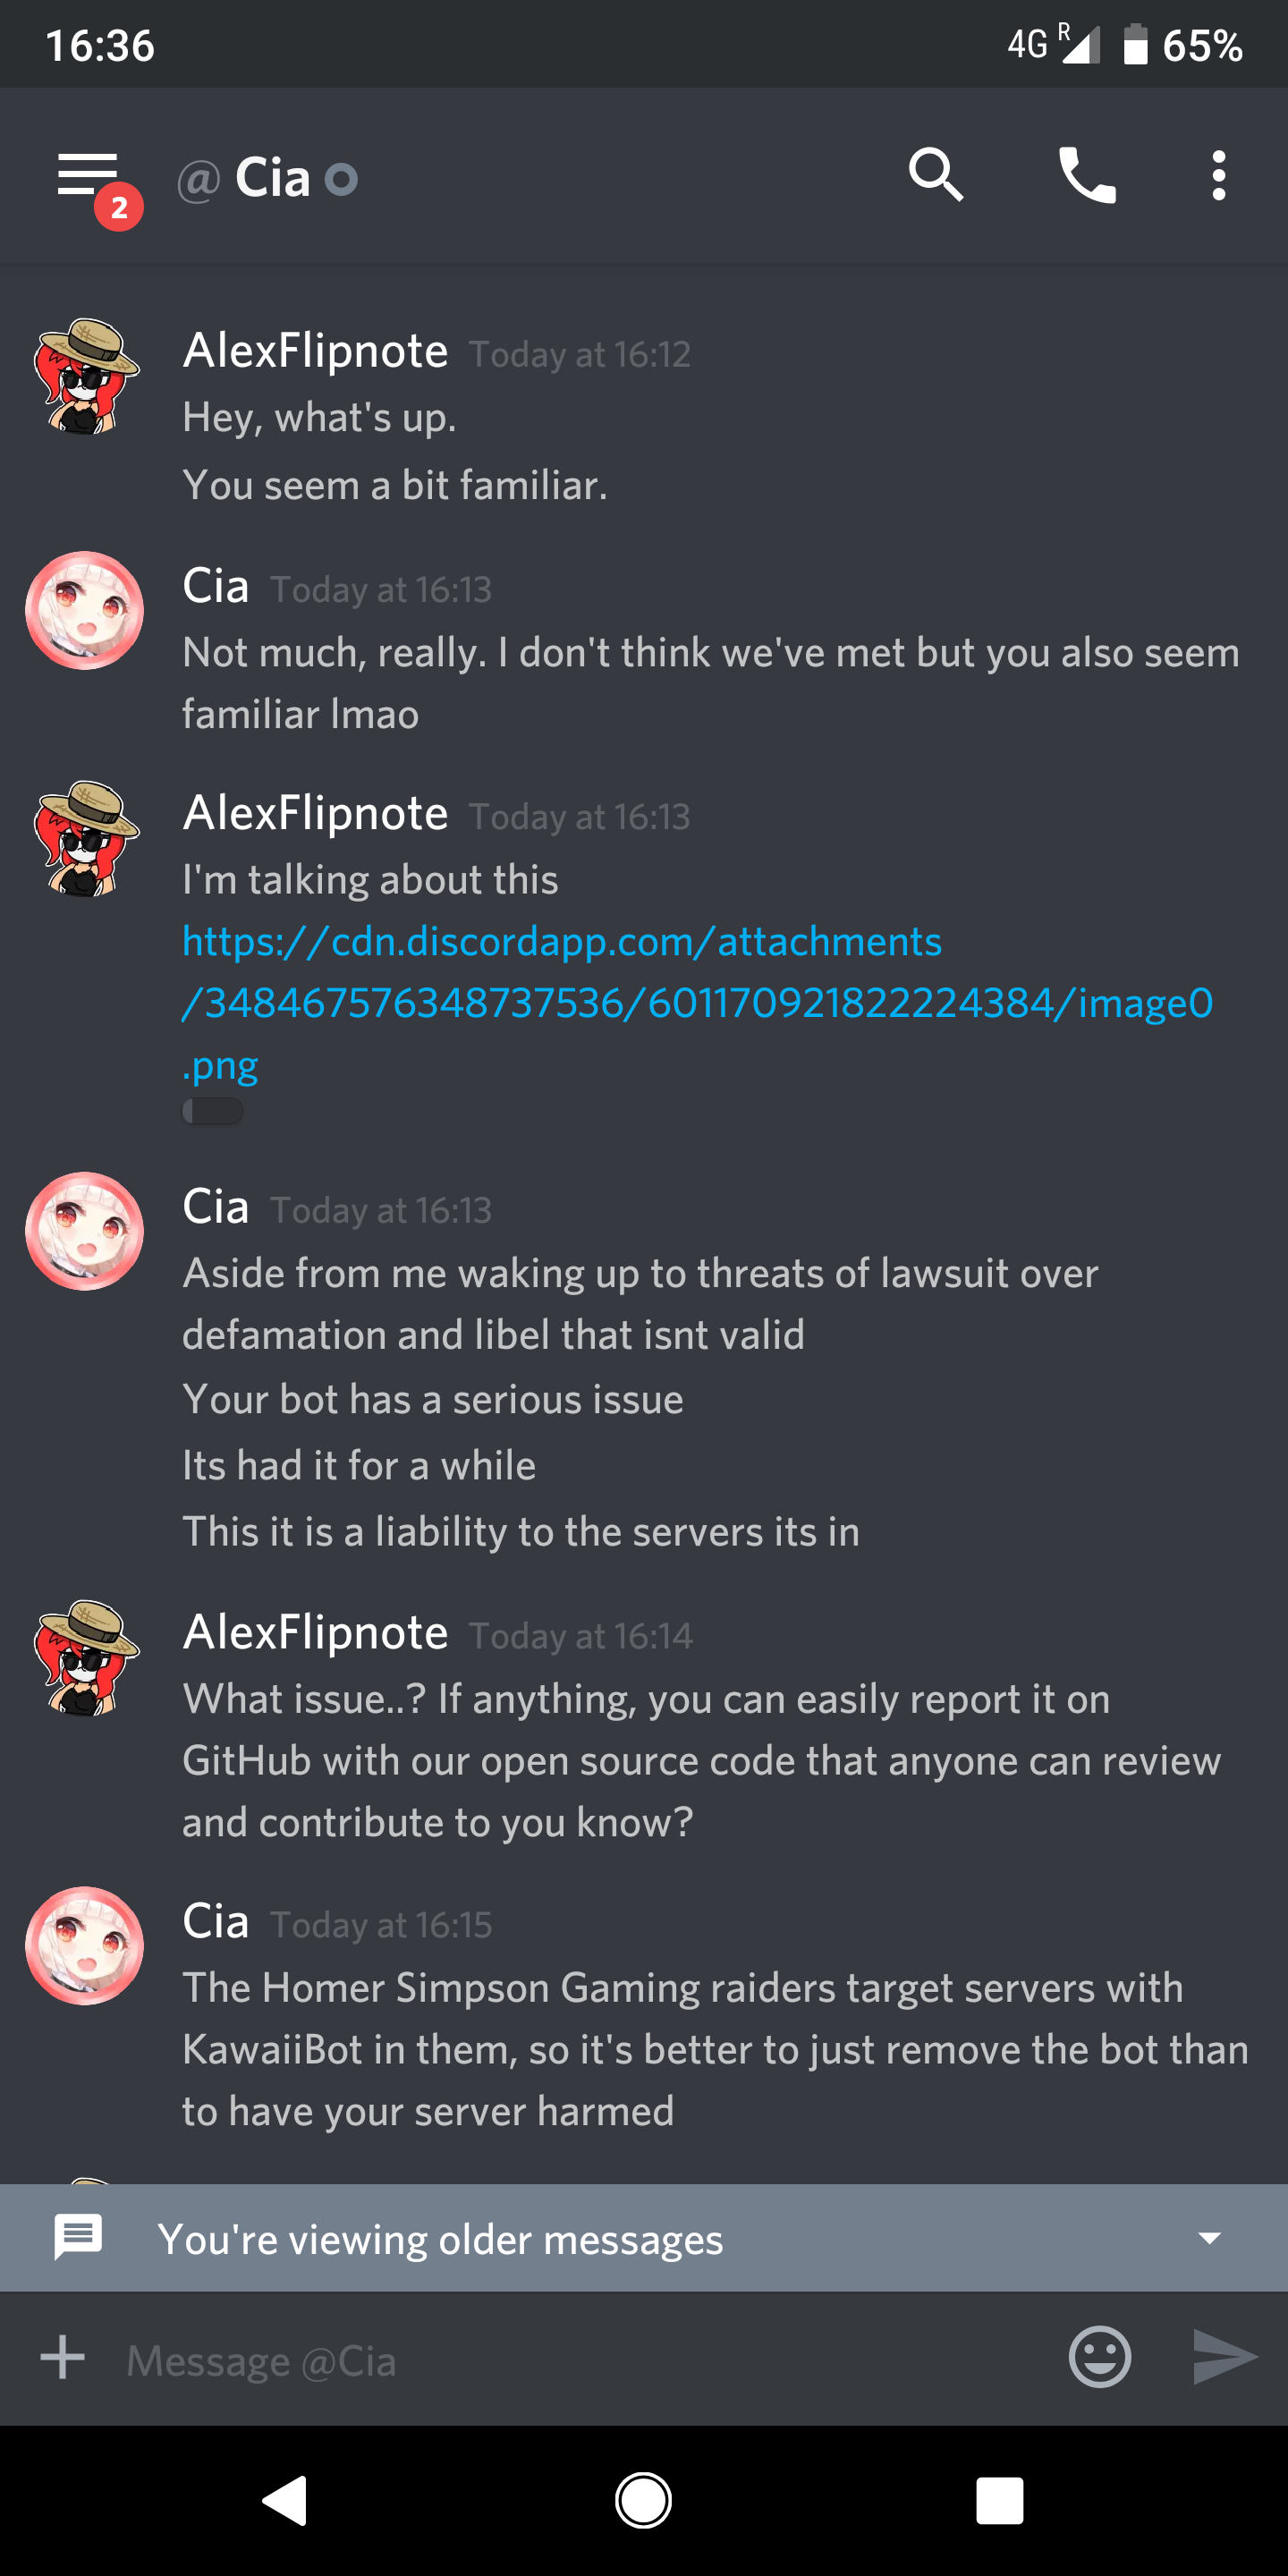 16:36
4G R 65%
2
@ Cia
AlexFlipnote Today at 16:12
Hey, what's up.
You seem a bit familiar.
Cia Today at 16:13
Not much, really. I don't think we've met but you also seem
familiar lmao
AlexFlipnote Today at 16:13
I'm talking about this
https://cdn.discordapp.com/attachments
/348467576348737536/601170921822224384/image0
.png
Cia Today at 16:13
Aside from me waking up to threats of lawsuit over
defamation and libel that isnt valid
Your bot has a serious issue
Its had it for a while
This it is a liability to the servers its in
AlexFlipnote Today at 16:14
What issue..? If anything, you can easily report it on
GitHub with our open source code that anyone can review
and contribute to you know?
Cia Today at 16:15
The Homer Simpson Gaming raiders target servers with
KawaiiBot in them, so it's better to just remove the bot than
to have your server harmed
You're viewing older messages
Message @Cia